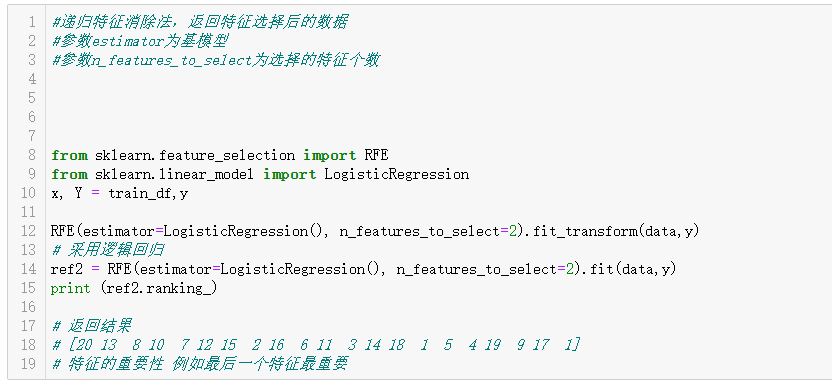 1 #递归特征消除法，返回特征选择后的数据
2 #参数estimator为基模型
3 #参数n_features_to_select为选择的特征个数
4
5
6
7
8 from sklearn.feature_selection import RFE
9 from sklearn.linear_model import LogisticRegression
10 x, Y = train_df,y
11
12 RFE(estimator=LogisticRegression(), n_features_to_select=2).fit_transform(data,y)
13 # 采用逻辑回归
14 ref2 = RFE(estimator=LogisticRegression(), n_features_to_select=2).fit(data,y)
15 print (ref2.ranking_)
16
17 # 返回结果
18 # [20 13  8 10  7 12 15  2 16  6 11  3 14 18  1  5  4 19  9 17  1]
19 # 特征的重要性 例如最后一个特征最重要